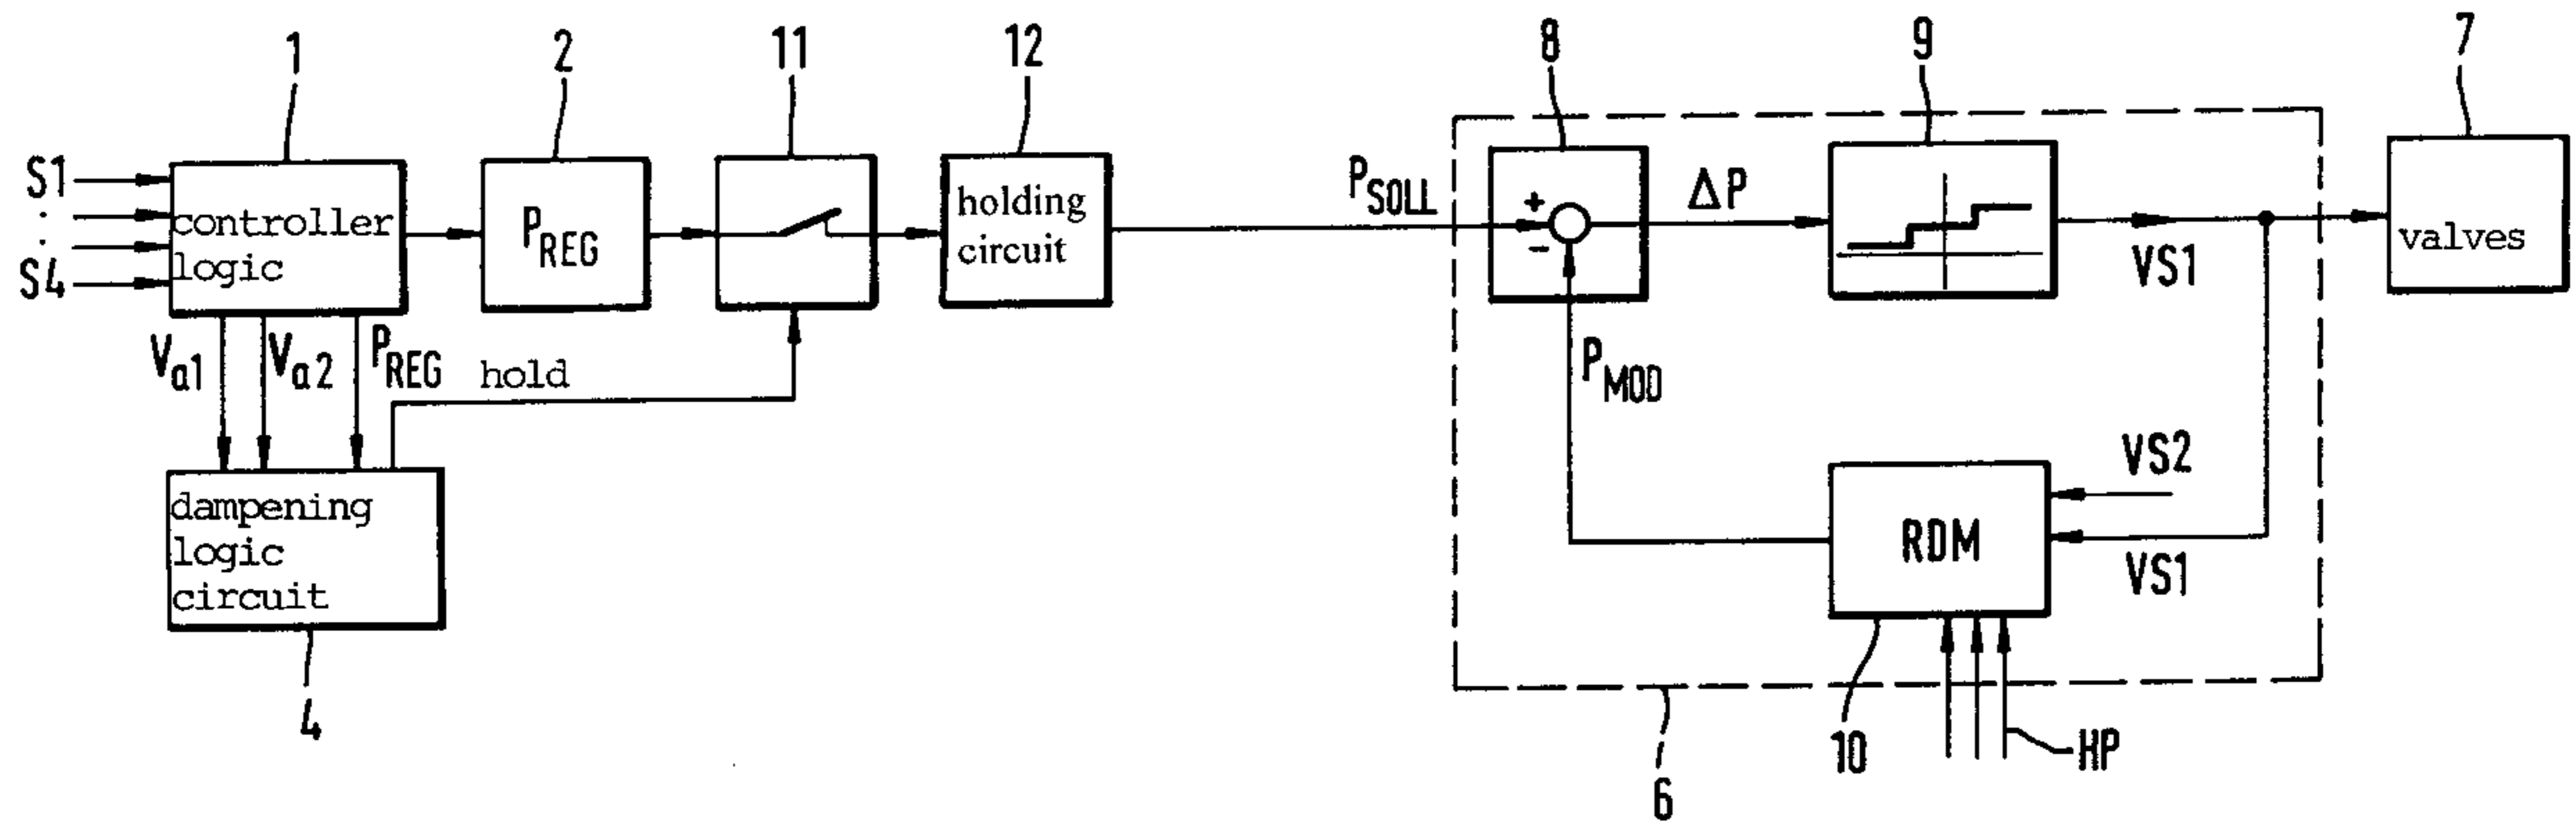 1
2
11
12
8
9
7
S1
.
.
S4
controller
logic
P_REG
holding
circuit
P_SOLL
+
−
ΔP
VS1
valves
V_a1
V_a2
P_REG
hold
P_MOD
dampening
logic
circuit
RDM
VS2
VS1
4
6
10
HP